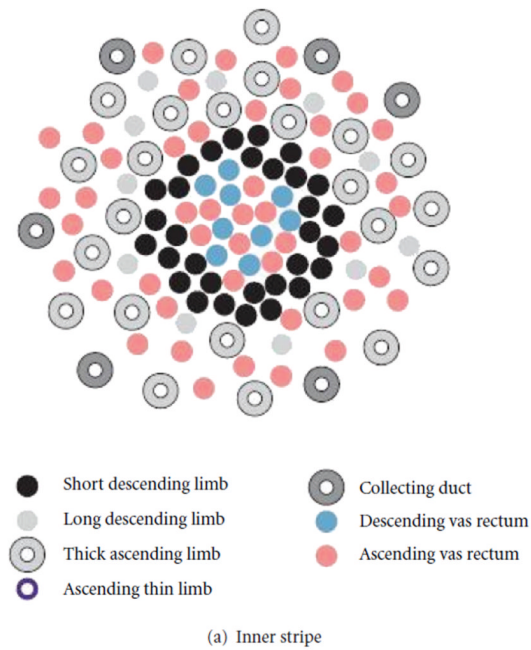 Short descending limb
Long descending limb
Thick ascending limb
Ascending thin limb
Collecting duct
Descending vas rectum
Ascending vas rectum
(a) Inner stripe